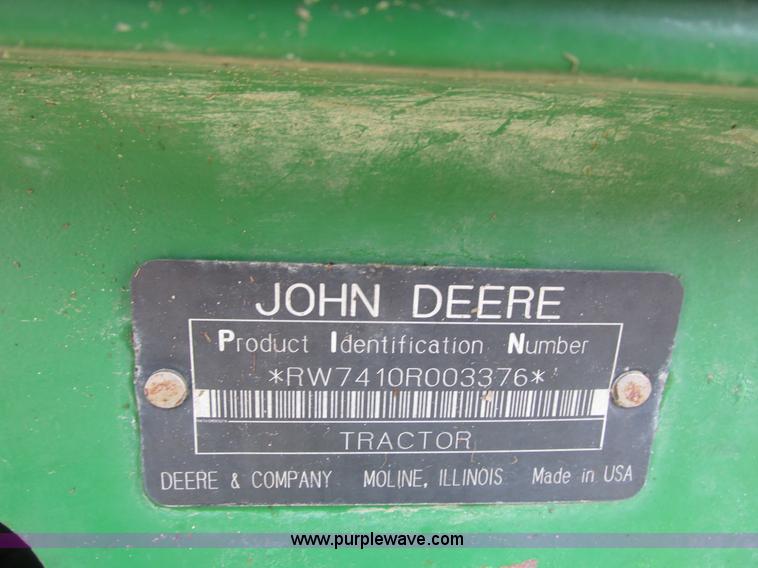 JOHN DEERE
Product Identification Number
*RW7410R003376*
TRACTOR
DEERE & COMPANY MOLINE, ILLINOIS Made in USA
www.purplewave.com